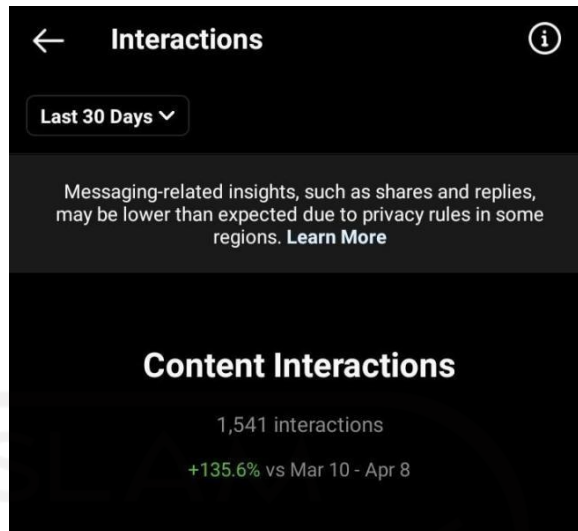 Interactions
Last 30 Days
Messaging-related insights, such as shares and replies,
may be lower than expected due to privacy rules in some
regions. Learn More
Content Interactions
1,541 interactions
+135.6% vs Mar 10 - Apr 8